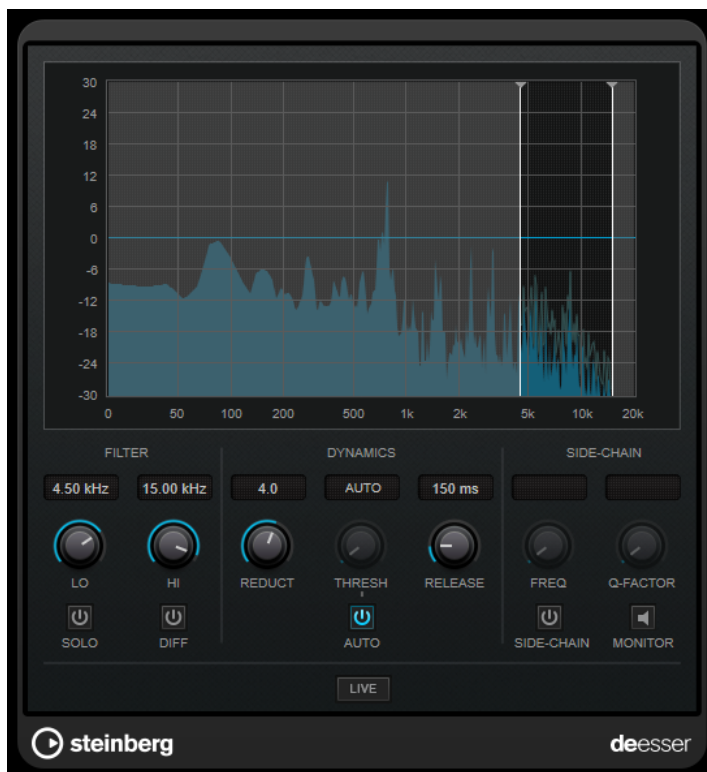 30
24
18
12
6
0
-6
-12
-18
-24
-30
0 50 100 200 500 1k 2k 5k 10k 20k
FILTER DYNAMICS SIDE-CHAIN
4.50 kHz 15.00 kHz 4.0 AUTO 150 ms
LO HI REDUCT THRESH RELEASE FREQ Q-FACTOR
SOLO DIFF AUTO SIDE-CHAIN MONITOR
LIVE
steinberg deesser